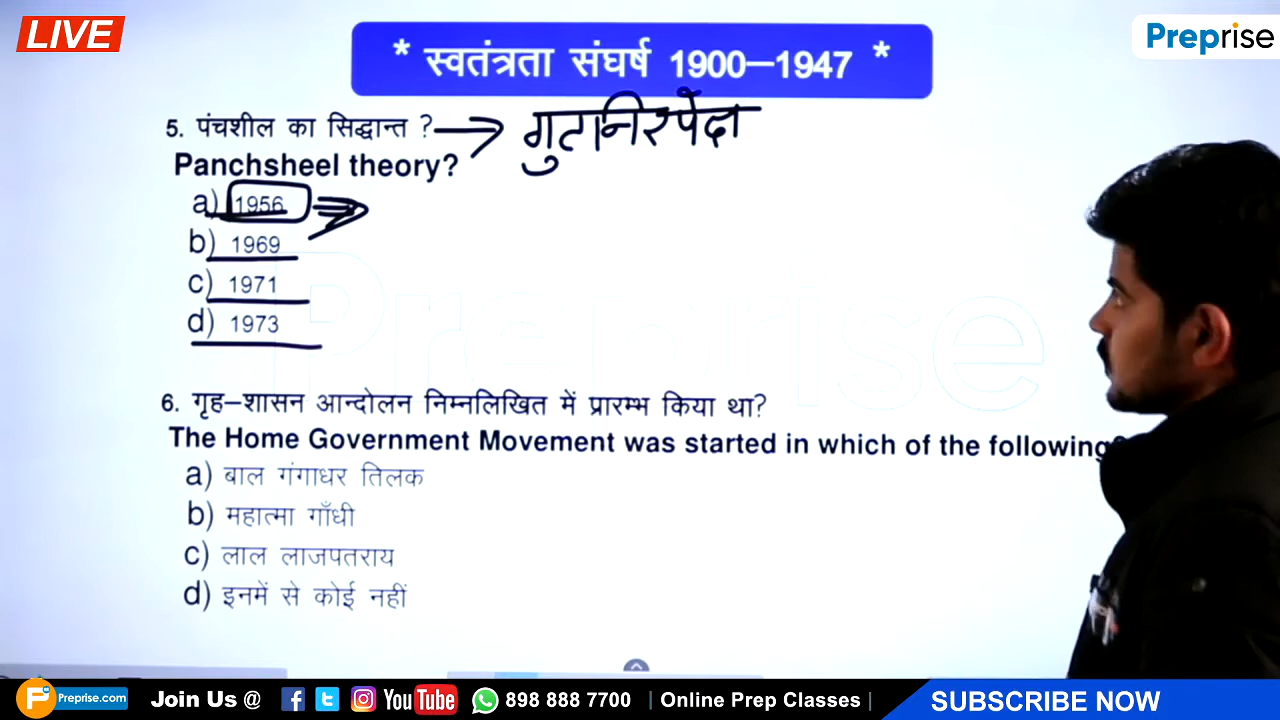 LIVE
Preprise
* स्वतंत्रता संघर्ष 1900–1947 *
5. पंचशील का सिद्धान्त ? → गुटनिरपेक्ष
Panchsheel theory?
a) 1956
b) 1969
c) 1971
d) 1973
Preprise
6. गृह–शासन आन्दोलन निम्नलिखित में प्रारम्भ किया था?
The Home Government Movement was started in which of the following?
a) बाल गंगाधर तिलक
b) महात्मा गाँधी
c) लाल लाजपतराय
d) इनमें से कोई नहीं
Preprise.com Join Us @ YouTube 898 888 7700 | Online Prep Classes | SUBSCRIBE NOW